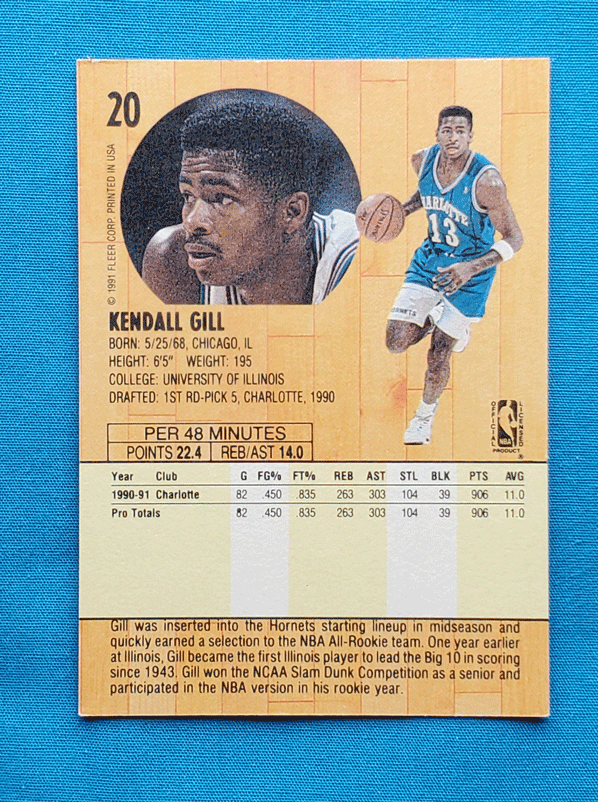 20
© 1991 FLEER CORP. PRINTED IN USA
CHARLOTTE
13
HORNETS
KENDALL GILL
BORN: 5/25/68, CHICAGO, IL
HEIGHT: 6'5" WEIGHT: 195
COLLEGE: UNIVERSITY OF ILLINOIS
DRAFTED: 1ST RD-PICK 5, CHARLOTTE, 1990
OFFICIAL NBA LICENSED
PRODUCT ®
PER 48 MINUTES
POINTS 22.4 REB/AST 14.0
Year Club G FG% FT% REB AST STL BLK PTS AVG
1990-91 Charlotte 82 .450 .835 263 303 104 39 906 11.0
Pro Totals 82 .450 .835 263 303 104 39 906 11.0
Gill was inserted into the Hornets starting lineup in midseason and
quickly earned a selection to the NBA All-Rookie team. One year earlier
at Illinois, Gill became the first Illinois player to lead the Big 10 in scoring
since 1943. Gill won the NCAA Slam Dunk Competition as a senior and
participated in the NBA version in his rookie year.